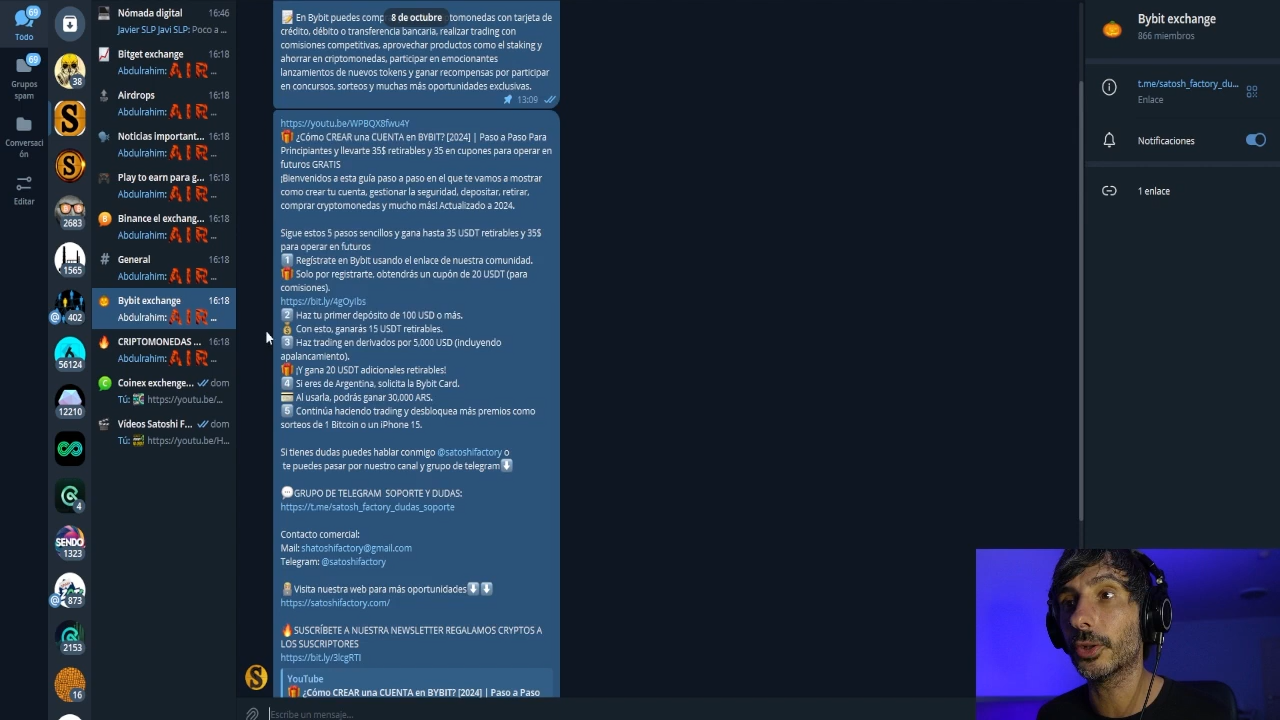 Todo
69
Grupos
spam
69
Conversaci
ón
Editar
38
2683
1565
@ 402
56124
12210
4
SENDO
1323
@ 873
2153
16
Nómada digital 16:46
Javier SLP Javi SLP: Poco a ...
Bitget exchange 16:18
Abdulrahim: A I R ...
Airdrops 16:18
Abdulrahim: A I R ...
Noticias important... 16:18
Abdulrahim: A I R ...
Play to earn para g... 16:18
Abdulrahim: A I R ...
Binance el exchang... 16:18
Abdulrahim: A I R ...
General 16:18
Abdulrahim: A I R ...
Bybit exchange 16:18
Abdulrahim: A I R ...
CRIPTOMONEDAS ... 16:18
Abdulrahim: A I R ...
Coinex exchenge... dom
Tú: https://youtu.be/...
Vídeos Satoshi F... dom
Tú: https://youtu.be/H...
8 de octubre
En Bybit puedes comp tomonedas con tarjeta de
crédito, débito o transferencia bancaria, realizar trading con
comisiones competitivas, aprovechar productos como el staking y
ahorrar en criptomonedas, participar en emocionantes
lanzamientos de nuevos tokens y ganar recompensas por participar
en concursos, sorteos y muchas más oportunidades exclusivas.
13:09
https://youtu.be/WPBQX8fwu4Y
¿Cómo CREAR una CUENTA en BYBIT? [2024] | Paso a Paso Para
Principiantes y llevarte 35$ retirables y 35 en cupones para operar en
futuros GRATIS
¡Bienvenidos a esta guía paso a paso en el que te vamos a mostrar
como crear tu cuenta, gestionar la seguridad, depositar, retirar,
comprar cryptomonedas y mucho más! Actualizado a 2024.
Sigue estos 5 pasos sencillos y gana hasta 35 USDT retirables y 35$
para operar en futuros
1 Regístrate en Bybit usando el enlace de nuestra comunidad.
Solo por registrarte, obtendrás un cupón de 20 USDT (para
comisiones).
https://bit.ly/4gOyIbs
2 Haz tu primer depósito de 100 USD o más.
Con esto, ganarás 15 USDT retirables.
3 Haz trading en derivados por 5,000 USD (incluyendo
apalancamiento).
¡Y gana 20 USDT adicionales retirables!
4 Si eres de Argentina, solicita la Bybit Card.
Al usarla, podrás ganar 30,000 ARS.
5 Continúa haciendo trading y desbloquea más premios como
sorteos de 1 Bitcoin o un iPhone 15.
Si tienes dudas puedes hablar conmigo @satoshifactory o
te puedes pasar por nuestro canal y grupo de telegram
GRUPO DE TELEGRAM SOPORTE Y DUDAS:
https://t.me/satosh_factory_dudas_soporte
Contacto comercial:
Mail: shatoshifactory@gmail.com
Telegram: @satoshifactory
Visita nuestra web para más oportunidades
https://satoshifactory.com/
SUSCRÍBETE A NUESTRA NEWSLETTER REGALAMOS CRYPTOS A
LOS SUSCRIPTORES
https://bit.ly/3lcgRTI
YouTube
¿Cómo CREAR una CUENTA en BYBIT? [2024] | Paso a Paso
Escribe un mensaje...
Bybit exchange
866 miembros
t.me/satosh_factory_du...
Enlace
Notificaciones
1 enlace